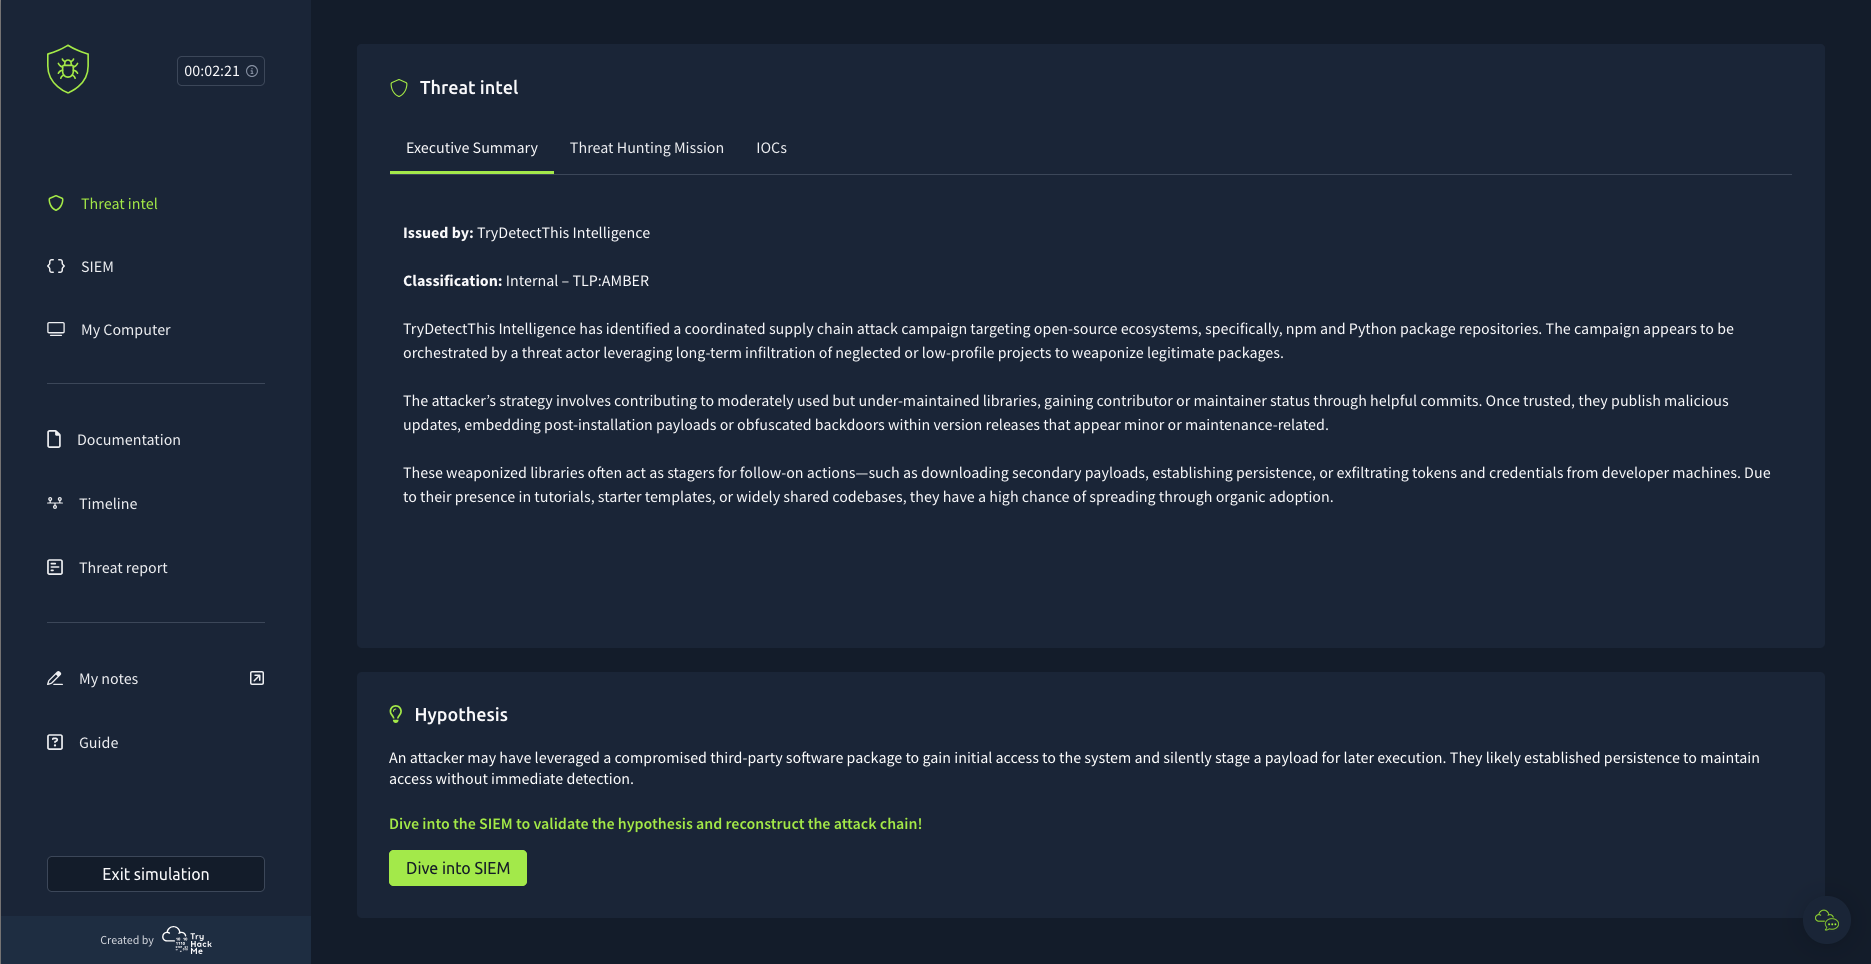 00:02:21
Threat intel
SIEM
My Computer
Documentation
Timeline
Threat report
My notes
Guide
Exit simulation
Created by
Try
Hack
Me
Threat intel
Executive Summary
Threat Hunting Mission
IOCs
Issued by: TryDetectThis Intelligence
Classification: Internal – TLP:AMBER
TryDetectThis Intelligence has identified a coordinated supply chain attack campaign targeting open-source ecosystems, specifically, npm and Python package repositories. The campaign appears to be
orchestrated by a threat actor leveraging long-term infiltration of neglected or low-profile projects to weaponize legitimate packages.
The attacker’s strategy involves contributing to moderately used but under-maintained libraries, gaining contributor or maintainer status through helpful commits. Once trusted, they publish malicious
updates, embedding post-installation payloads or obfuscated backdoors within version releases that appear minor or maintenance-related.
These weaponized libraries often act as stagers for follow-on actions—such as downloading secondary payloads, establishing persistence, or exfiltrating tokens and credentials from developer machines. Due
to their presence in tutorials, starter templates, or widely shared codebases, they have a high chance of spreading through organic adoption.
Hypothesis
An attacker may have leveraged a compromised third-party software package to gain initial access to the system and silently stage a payload for later execution. They likely established persistence to maintain
access without immediate detection.
Dive into the SIEM to validate the hypothesis and reconstruct the attack chain!
Dive into SIEM